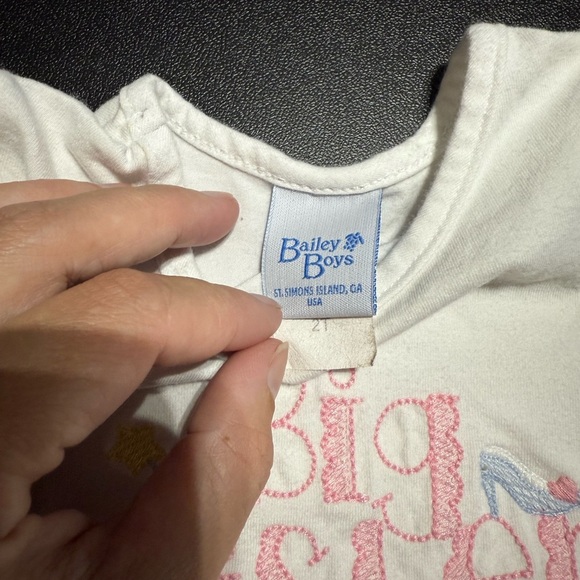 Bailey
Boys
ST. SIMONS ISLAND, GA
USA
2T
Big